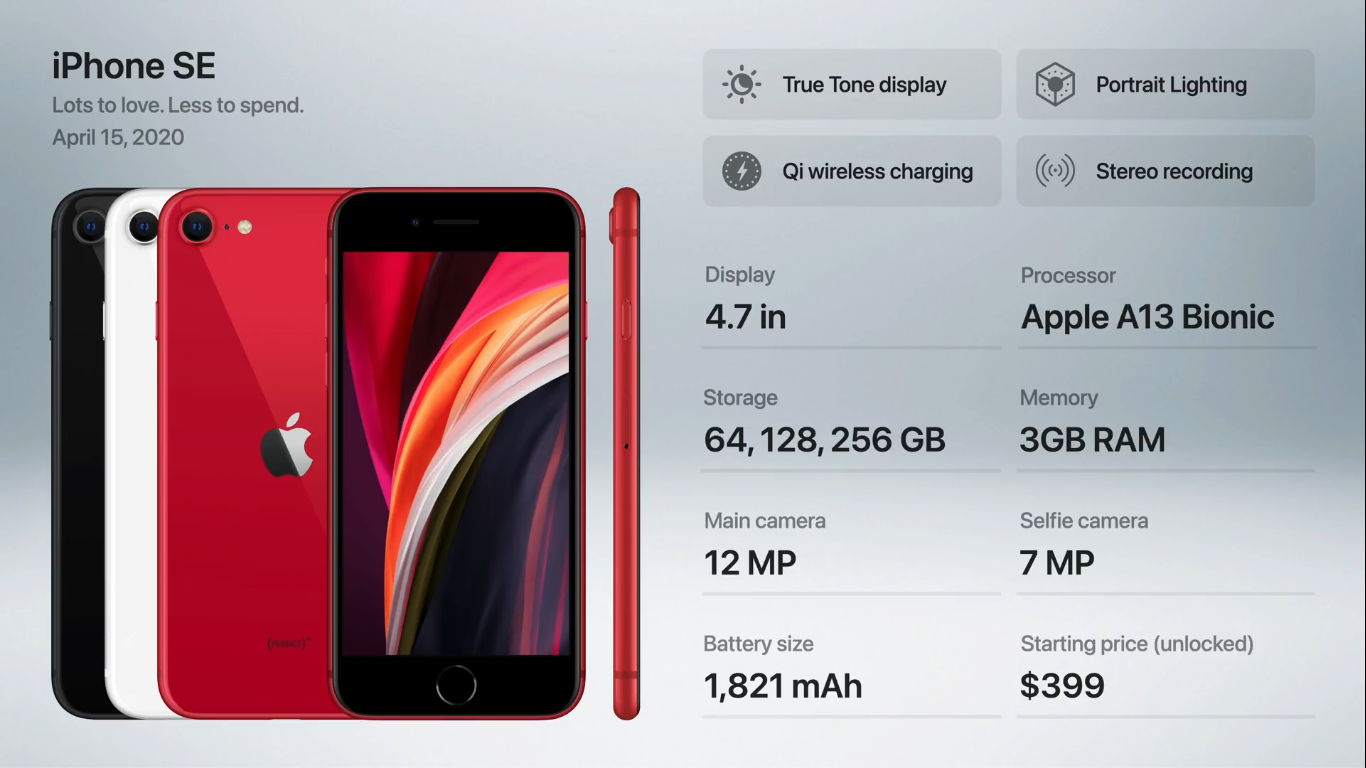 iPhone SE
Lots to love. Less to spend.
April 15, 2020
True Tone display
Portrait Lighting
Qi wireless charging
Stereo recording
Display
4.7 in
Processor
Apple A13 Bionic
Storage
64, 128, 256 GB
Memory
3GB RAM
Main camera
12 MP
Selfie camera
7 MP
Battery size
1,821 mAh
Starting price (unlocked)
$399